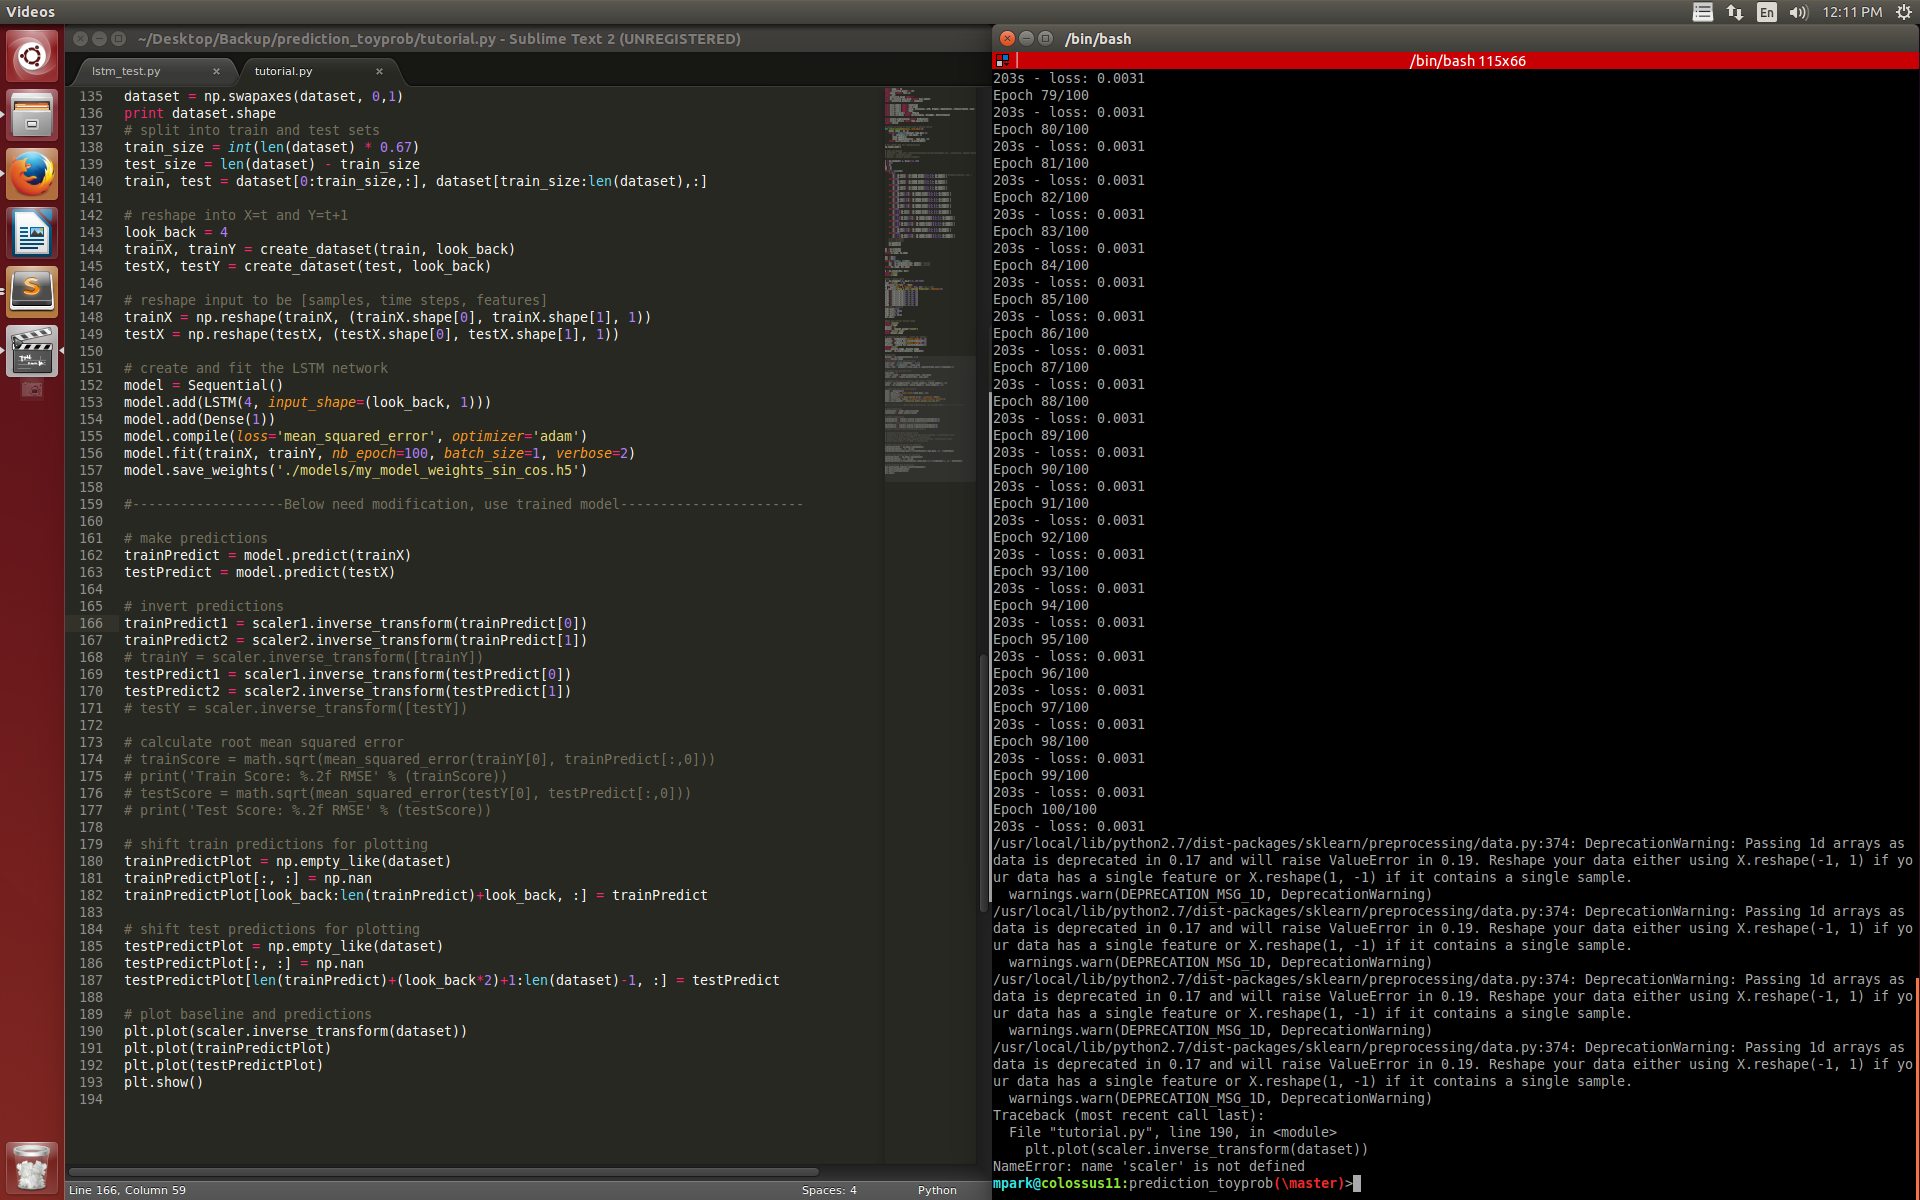 Videos
En
12:11 PM
~/Desktop/Backup/prediction_toyprob/tutorial.py - Sublime Text 2 (UNREGISTERED)
lstm_test.py ×
tutorial.py ×
135 dataset = np.swapaxes(dataset, 0,1)
136 print dataset.shape
137 # split into train and test sets
138 train_size = int(len(dataset) * 0.67)
139 test_size = len(dataset) - train_size
140 train, test = dataset[0:train_size,:], dataset[train_size:len(dataset),:]
141
142 # reshape into X=t and Y=t+1
143 look_back = 4
144 trainX, trainY = create_dataset(train, look_back)
145 testX, testY = create_dataset(test, look_back)
146
147 # reshape input to be [samples, time steps, features]
148 trainX = np.reshape(trainX, (trainX.shape[0], trainX.shape[1], 1))
149 testX = np.reshape(testX, (testX.shape[0], testX.shape[1], 1))
150
151 # create and fit the LSTM network
152 model = Sequential()
153 model.add(LSTM(4, input_shape=(look_back, 1)))
154 model.add(Dense(1))
155 model.compile(loss='mean_squared_error', optimizer='adam')
156 model.fit(trainX, trainY, nb_epoch=100, batch_size=1, verbose=2)
157 model.save_weights('./models/my_model_weights_sin_cos.h5')
158
159 #-------------------Below need modification, use trained model-----------------------
160
161 # make predictions
162 trainPredict = model.predict(trainX)
163 testPredict = model.predict(testX)
164
165 # invert predictions
166 trainPredict1 = scaler1.inverse_transform(trainPredict[0])
167 trainPredict2 = scaler2.inverse_transform(trainPredict[1])
168 # trainY = scaler.inverse_transform([trainY])
169 testPredict1 = scaler1.inverse_transform(testPredict[0])
170 testPredict2 = scaler2.inverse_transform(testPredict[1])
171 # testY = scaler.inverse_transform([testY])
172
173 # calculate root mean squared error
174 # trainScore = math.sqrt(mean_squared_error(trainY[0], trainPredict[:,0]))
175 # print('Train Score: %.2f RMSE' % (trainScore))
176 # testScore = math.sqrt(mean_squared_error(testY[0], testPredict[:,0]))
177 # print('Test Score: %.2f RMSE' % (testScore))
178
179 # shift train predictions for plotting
180 trainPredictPlot = np.empty_like(dataset)
181 trainPredictPlot[:, :] = np.nan
182 trainPredictPlot[look_back:len(trainPredict)+look_back, :] = trainPredict
183
184 # shift test predictions for plotting
185 testPredictPlot = np.empty_like(dataset)
186 testPredictPlot[:, :] = np.nan
187 testPredictPlot[len(trainPredict)+(look_back*2)+1:len(dataset)-1, :] = testPredict
188
189 # plot baseline and predictions
190 plt.plot(scaler.inverse_transform(dataset))
191 plt.plot(trainPredictPlot)
192 plt.plot(testPredictPlot)
193 plt.show()
194
Line 166, Column 59
Spaces: 4
Python
/bin/bash
/bin/bash 115x66
203s - loss: 0.0031
Epoch 79/100
203s - loss: 0.0031
Epoch 80/100
203s - loss: 0.0031
Epoch 81/100
203s - loss: 0.0031
Epoch 82/100
203s - loss: 0.0031
Epoch 83/100
203s - loss: 0.0031
Epoch 84/100
203s - loss: 0.0031
Epoch 85/100
203s - loss: 0.0031
Epoch 86/100
203s - loss: 0.0031
Epoch 87/100
203s - loss: 0.0031
Epoch 88/100
203s - loss: 0.0031
Epoch 89/100
203s - loss: 0.0031
Epoch 90/100
203s - loss: 0.0031
Epoch 91/100
203s - loss: 0.0031
Epoch 92/100
203s - loss: 0.0031
Epoch 93/100
203s - loss: 0.0031
Epoch 94/100
203s - loss: 0.0031
Epoch 95/100
203s - loss: 0.0031
Epoch 96/100
203s - loss: 0.0031
Epoch 97/100
203s - loss: 0.0031
Epoch 98/100
203s - loss: 0.0031
Epoch 99/100
203s - loss: 0.0031
Epoch 100/100
203s - loss: 0.0031
/usr/local/lib/python2.7/dist-packages/sklearn/preprocessing/data.py:374: DeprecationWarning: Passing 1d arrays as
data is deprecated in 0.17 and will raise ValueError in 0.19. Reshape your data either using X.reshape(-1, 1) if yo
ur data has a single feature or X.reshape(1, -1) if it contains a single sample.
warnings.warn(DEPRECATION_MSG_1D, DeprecationWarning)
/usr/local/lib/python2.7/dist-packages/sklearn/preprocessing/data.py:374: DeprecationWarning: Passing 1d arrays as
data is deprecated in 0.17 and will raise ValueError in 0.19. Reshape your data either using X.reshape(-1, 1) if yo
ur data has a single feature or X.reshape(1, -1) if it contains a single sample.
warnings.warn(DEPRECATION_MSG_1D, DeprecationWarning)
/usr/local/lib/python2.7/dist-packages/sklearn/preprocessing/data.py:374: DeprecationWarning: Passing 1d arrays as
data is deprecated in 0.17 and will raise ValueError in 0.19. Reshape your data either using X.reshape(-1, 1) if yo
ur data has a single feature or X.reshape(1, -1) if it contains a single sample.
warnings.warn(DEPRECATION_MSG_1D, DeprecationWarning)
/usr/local/lib/python2.7/dist-packages/sklearn/preprocessing/data.py:374: DeprecationWarning: Passing 1d arrays as
data is deprecated in 0.17 and will raise ValueError in 0.19. Reshape your data either using X.reshape(-1, 1) if yo
ur data has a single feature or X.reshape(1, -1) if it contains a single sample.
warnings.warn(DEPRECATION_MSG_1D, DeprecationWarning)
Traceback (most recent call last):
File "tutorial.py", line 190, in <module>
plt.plot(scaler.inverse_transform(dataset))
NameError: name 'scaler' is not defined
mpark@colossus11:prediction_toyprob(\master)>